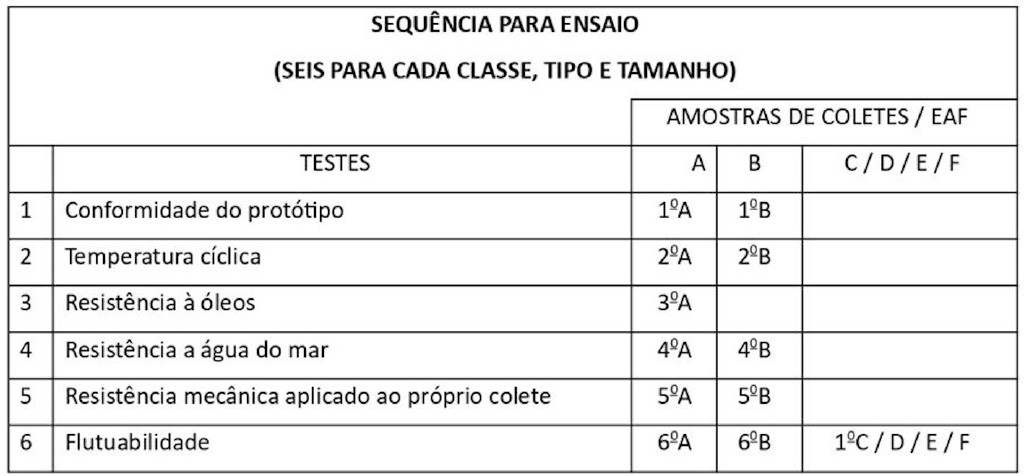 SEQUÊNCIA PARA ENSAIO
(SEIS PARA CADA CLASSE, TIPO E TAMANHO)
AMOSTRAS DE COLETES / EAF
TESTES A B C / D / E / F
1 Conformidade do protótipo 1ºA 1ºB
2 Temperatura cíclica 2ºA 2ºB
3 Resistência à óleos 3ºA
4 Resistência a água do mar 4ºA 4ºB
5 Resistência mecânica aplicado ao próprio colete 5ºA 5ºB
6 Flutuabilidade 6ºA 6ºB 1ºC / D / E / F